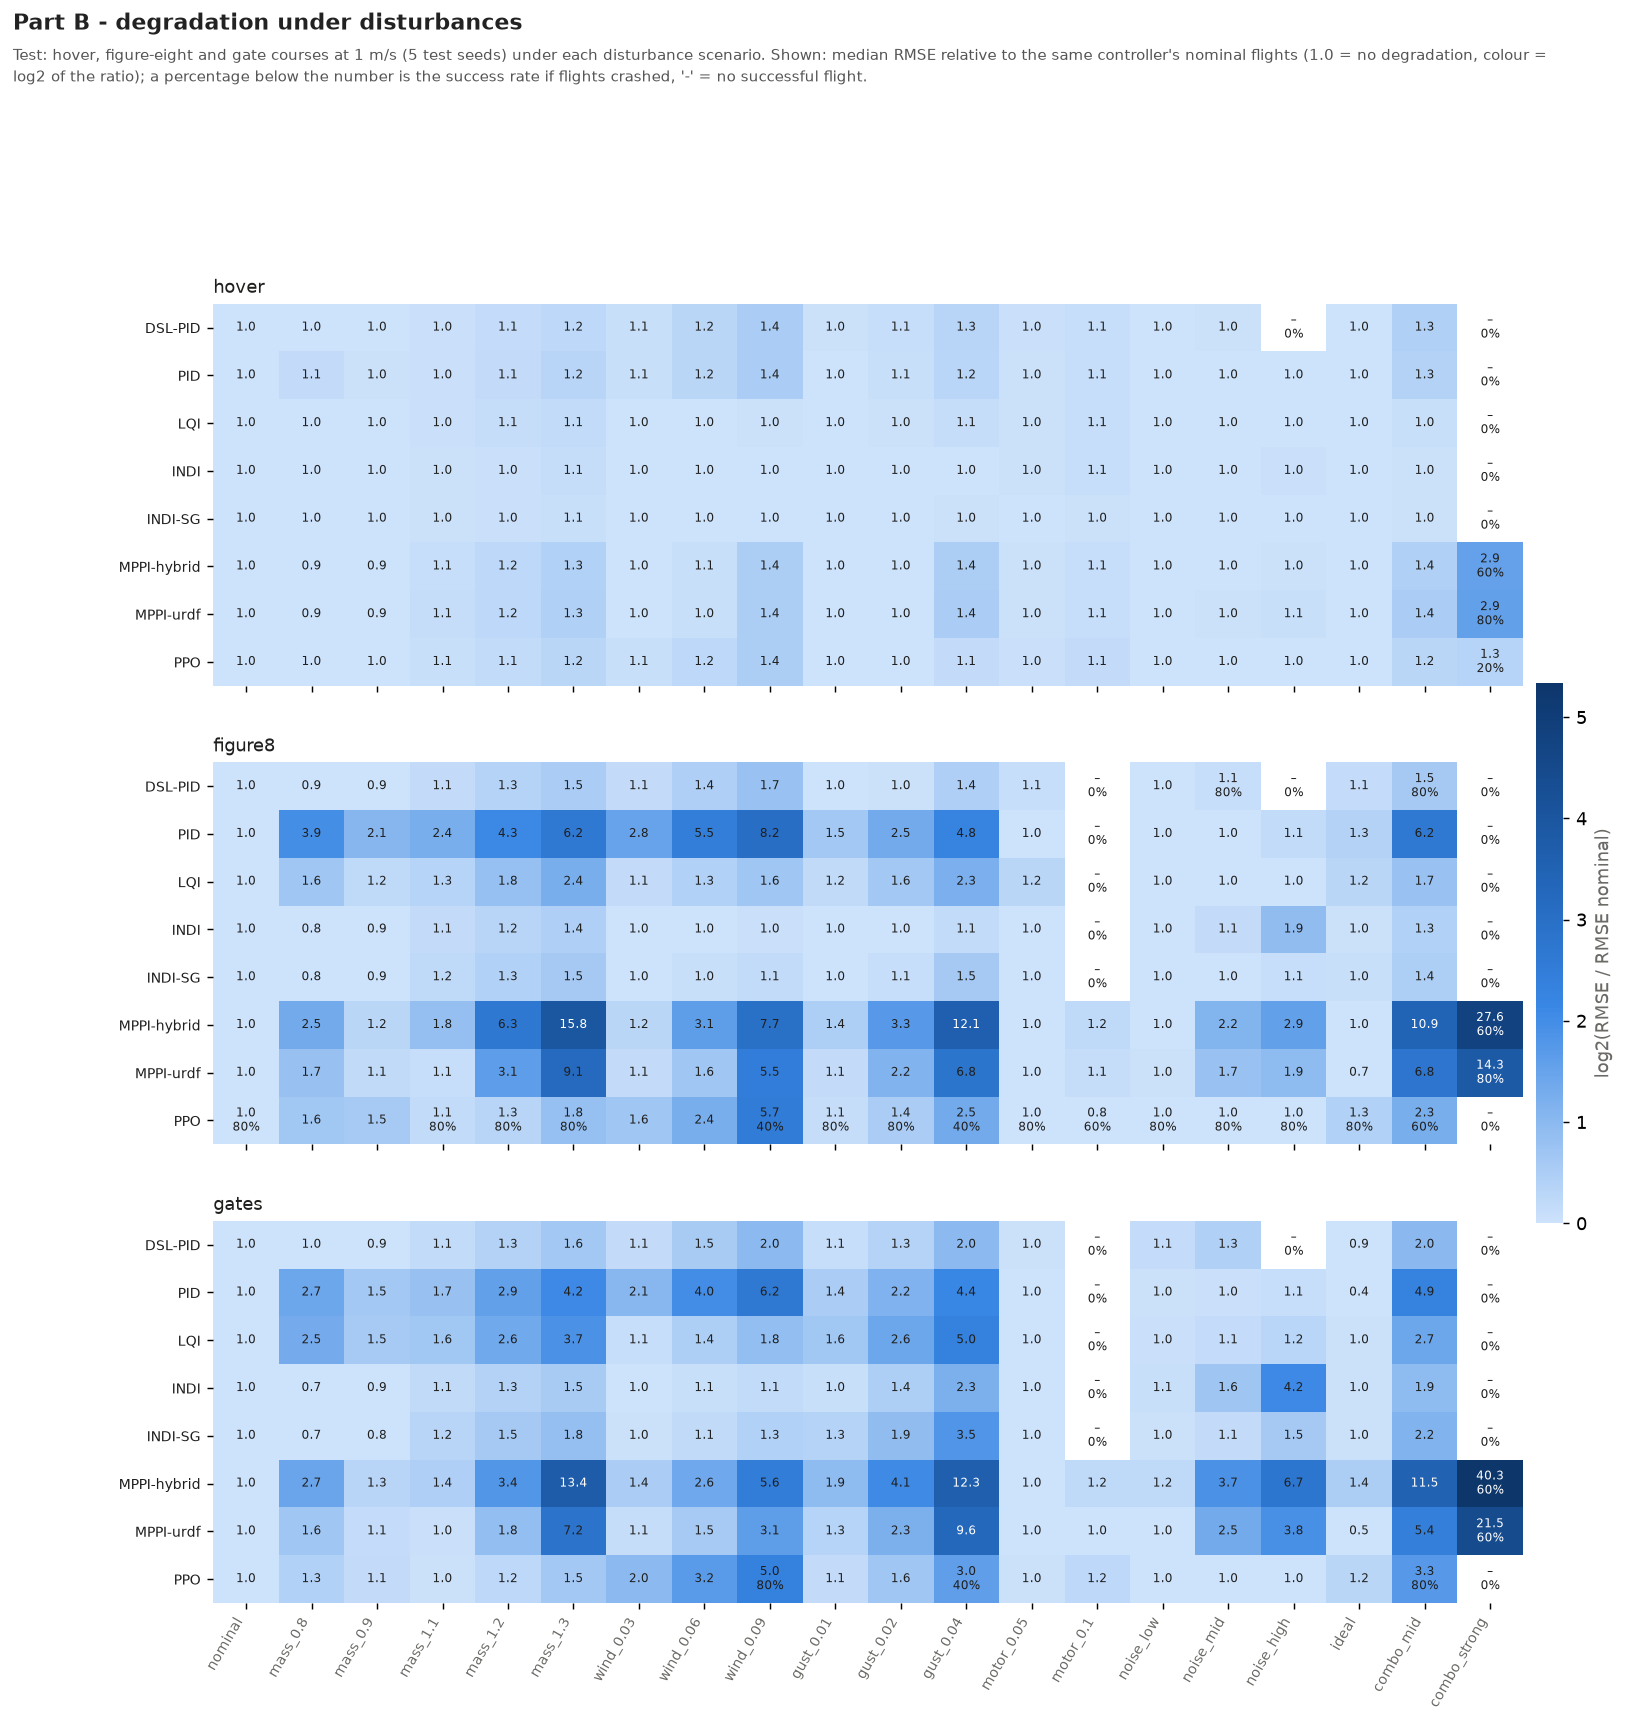 Part B - degradation under disturbances
Test: hover, figure-eight and gate courses at 1 m/s (5 test seeds) under each disturbance scenario. Shown: median RMSE relative to the same controller's nominal flights (1.0 = no degradation, colour =
log2 of the ratio); a percentage below the number is the success rate if flights crashed, '-' = no successful flight.
hover
DSL-PID 1.0 1.0 1.0 1.0 1.1 1.2 1.1 1.2 1.4 1.0 1.1 1.3 1.0 1.1 1.0 1.0 – 0% 1.0 1.3 – 0%
PID 1.0 1.1 1.0 1.0 1.1 1.2 1.1 1.2 1.4 1.0 1.1 1.2 1.0 1.1 1.0 1.0 1.0 1.0 1.3 – 0%
LQI 1.0 1.0 1.0 1.0 1.1 1.1 1.0 1.0 1.0 1.0 1.0 1.1 1.0 1.1 1.0 1.0 1.0 1.0 1.0 – 0%
INDI 1.0 1.0 1.0 1.0 1.0 1.1 1.0 1.0 1.0 1.0 1.0 1.0 1.0 1.1 1.0 1.0 1.0 1.0 1.0 – 0%
INDI-SG 1.0 1.0 1.0 1.0 1.0 1.1 1.0 1.0 1.0 1.0 1.0 1.0 1.0 1.0 1.0 1.0 1.0 1.0 1.0 – 0%
MPPI-hybrid 1.0 0.9 0.9 1.1 1.2 1.3 1.0 1.1 1.4 1.0 1.0 1.4 1.0 1.1 1.0 1.0 1.0 1.0 1.4 2.9 60%
MPPI-urdf 1.0 0.9 0.9 1.1 1.2 1.3 1.0 1.0 1.4 1.0 1.0 1.4 1.0 1.1 1.0 1.0 1.1 1.0 1.4 2.9 80%
PPO 1.0 1.0 1.0 1.1 1.1 1.2 1.1 1.2 1.4 1.0 1.0 1.1 1.0 1.1 1.0 1.0 1.0 1.0 1.2 1.3 20%
figure8
DSL-PID 1.0 0.9 0.9 1.1 1.3 1.5 1.1 1.4 1.7 1.0 1.0 1.4 1.1 – 0% 1.0 1.1 80% – 0% 1.1 1.5 80% – 0%
PID 1.0 3.9 2.1 2.4 4.3 6.2 2.8 5.5 8.2 1.5 2.5 4.8 1.0 – 0% 1.0 1.0 1.1 1.3 6.2 – 0%
LQI 1.0 1.6 1.2 1.3 1.8 2.4 1.1 1.3 1.6 1.2 1.6 2.3 1.2 – 0% 1.0 1.0 1.0 1.2 1.7 – 0%
INDI 1.0 0.8 0.9 1.1 1.2 1.4 1.0 1.0 1.0 1.0 1.0 1.1 1.0 – 0% 1.0 1.1 1.9 1.0 1.3 – 0%
INDI-SG 1.0 0.8 0.9 1.2 1.3 1.5 1.0 1.0 1.1 1.0 1.1 1.5 1.0 – 0% 1.0 1.0 1.1 1.0 1.4 – 0%
MPPI-hybrid 1.0 2.5 1.2 1.8 6.3 15.8 1.2 3.1 7.7 1.4 3.3 12.1 1.0 1.2 1.0 2.2 2.9 1.0 10.9 27.6 60%
MPPI-urdf 1.0 1.7 1.1 1.1 3.1 9.1 1.1 1.6 5.5 1.1 2.2 6.8 1.0 1.1 1.0 1.7 1.9 0.7 6.8 14.3 80%
PPO 1.0 80% 1.6 1.5 1.1 80% 1.3 80% 1.8 80% 1.6 2.4 5.7 40% 1.1 80% 1.4 80% 2.5 40% 1.0 80% 0.8 60% 1.0 80% 1.0 80% 1.0 80% 1.3 80% 2.3 60% – 0%
gates
DSL-PID 1.0 1.0 0.9 1.1 1.3 1.6 1.1 1.5 2.0 1.1 1.3 2.0 1.0 – 0% 1.1 1.3 – 0% 0.9 2.0 – 0%
PID 1.0 2.7 1.5 1.7 2.9 4.2 2.1 4.0 6.2 1.4 2.2 4.4 1.0 – 0% 1.0 1.0 1.1 0.4 4.9 – 0%
LQI 1.0 2.5 1.5 1.6 2.6 3.7 1.1 1.4 1.8 1.6 2.6 5.0 1.0 – 0% 1.0 1.1 1.2 1.0 2.7 – 0%
INDI 1.0 0.7 0.9 1.1 1.3 1.5 1.0 1.1 1.1 1.0 1.4 2.3 1.0 – 0% 1.1 1.6 4.2 1.0 1.9 – 0%
INDI-SG 1.0 0.7 0.8 1.2 1.5 1.8 1.0 1.1 1.3 1.3 1.9 3.5 1.0 – 0% 1.0 1.1 1.5 1.0 2.2 – 0%
MPPI-hybrid 1.0 2.7 1.3 1.4 3.4 13.4 1.4 2.6 5.6 1.9 4.1 12.3 1.0 1.2 1.2 3.7 6.7 1.4 11.5 40.3 60%
MPPI-urdf 1.0 1.6 1.1 1.0 1.8 7.2 1.1 1.5 3.1 1.3 2.3 9.6 1.0 1.0 1.0 2.5 3.8 0.5 5.4 21.5 60%
PPO 1.0 1.3 1.1 1.0 1.2 1.5 2.0 3.2 5.0 80% 1.1 1.6 3.0 40% 1.0 1.2 1.0 1.0 1.0 1.2 3.3 80% – 0%
nominal mass_0.8 mass_0.9 mass_1.1 mass_1.2 mass_1.3 wind_0.03 wind_0.06 wind_0.09 gust_0.01 gust_0.02 gust_0.04 motor_0.05 motor_0.1 noise_low noise_mid noise_high ideal combo_mid combo_strong
5
4
3
2
1
0
log2(RMSE / RMSE nominal)